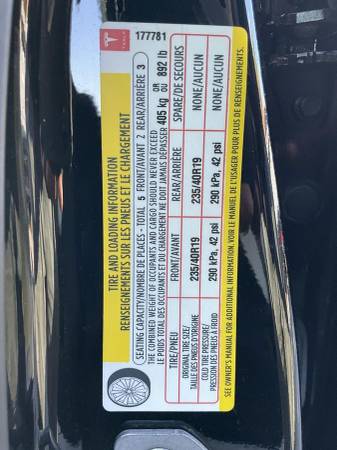 TESLA
177781
TIRE AND LOADING INFORMATION
RENSEIGNEMENTS SUR LES PNEUS ET LE CHARGEMENT
SEATING CAPACITY/NOMBRE DE PLACES - TOTAL 5 FRONT/AVANT 2 REAR/ARRIÈRE 3
THE COMBINED WEIGHT OF OCCUPANTS AND CARGO SHOULD NEVER EXCEED
LE POIDS TOTAL DES OCCUPANTS ET DU CHARGEMENT NE DOIT JAMAIS DÉPASSER
405 kg OR OU 892 lb
TIRE/PNEU FRONT/AVANT REAR/ARRIÈRE SPARE/DE SECOURS
ORIGINAL TIRE SIZE/
TAILLE DES PNEUS D'ORIGINE
235/40R19 235/40R19 NONE/AUCUN
COLD TIRE PRESSURE/
PRESSION DES PNEUS À FROID
290 kPa, 42 psi 290 kPa, 42 psi NONE/AUCUN
SEE OWNER'S MANUAL FOR ADDITIONAL INFORMATION. VOIR LE MANUEL DE L'USAGER POUR PLUS DE RENSEIGNEMENTS.